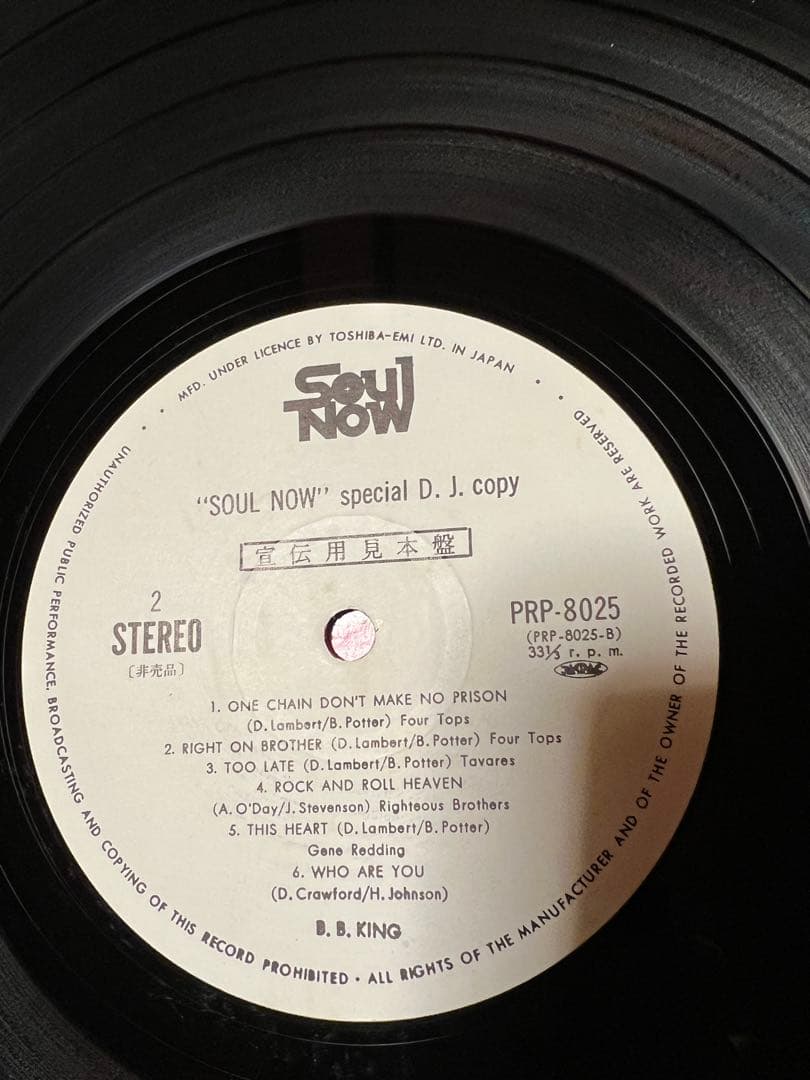 MFD. UNDER LICENCE BY TOSHIBA-EMI LTD. IN JAPAN
Soul
NOW
"SOUL NOW" special D. J. copy
宣伝用見本盤
2
STEREO
〔非売品〕
PRP-8025
(PRP-8025-B)
33⅓ r. p. m.
1. ONE CHAIN DON'T MAKE NO PRISON
(D. Lambert/B. Potter) Four Tops
2. RIGHT ON BROTHER (D. Lambert/B. Potter) Four Tops
3. TOO LATE (D. Lambert/B. Potter) Tavares
4. ROCK AND ROLL HEAVEN
(A. O'Day/J. Stevenson) Righteous Brothers
5. THIS HEART (D. Lambert/B. Potter)
Gene Redding
6. WHO ARE YOU
(D. Crawford/H. Johnson)
B. B. KING
UNAUTHORIZED PUBLIC PERFORMANCE, BROADCASTING AND COPYING OF THIS RECORD PROHIBITED · ALL RIGHTS OF THE MANUFACTURER AND OF THE OWNER OF THE RECORDED WORK ARE RESERVED